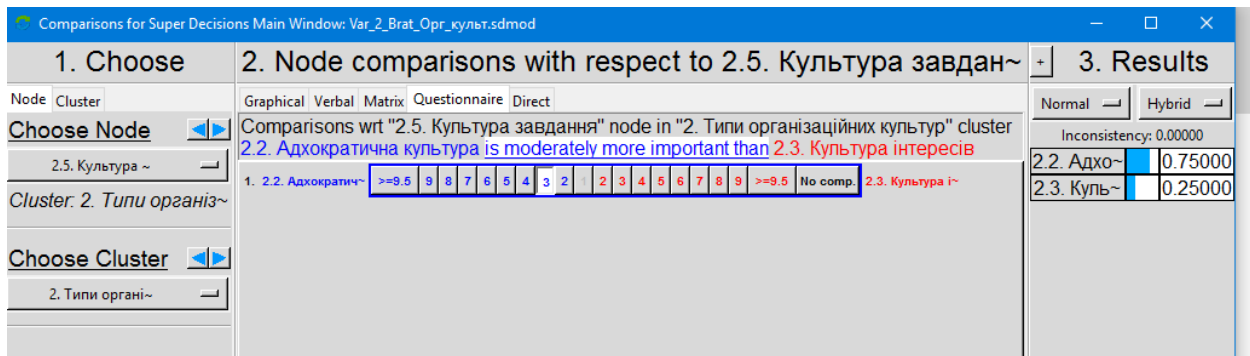 Comparisons for Super Decisions Main Window: Var_2_Brat_Орг_культ.sdmod
1. Choose
2. Node comparisons with respect to 2.5. Культура завдан~
+ 3. Results
Node Cluster
Graphical Verbal Matrix Questionnaire Direct
Normal Hybrid
Choose Node
Comparisons wrt "2.5. Культура завдання" node in "2. Типи організаційних культур" cluster
2.2. Адхократична культура is moderately more important than 2.3. Культура інтересів
Inconsistency: 0.00000
2.5. Культура ~
1. 2.2. Адхократич~ >=9.5 9 8 7 6 5 4 3 2 1 2 3 4 5 6 7 8 9 >=9.5 No comp. 2.3. Культура і~
2.2. Адхо~ 0.75000
2.3. Куль~ 0.25000
Cluster: 2. Типи організ~
Choose Cluster
2. Типи органі~